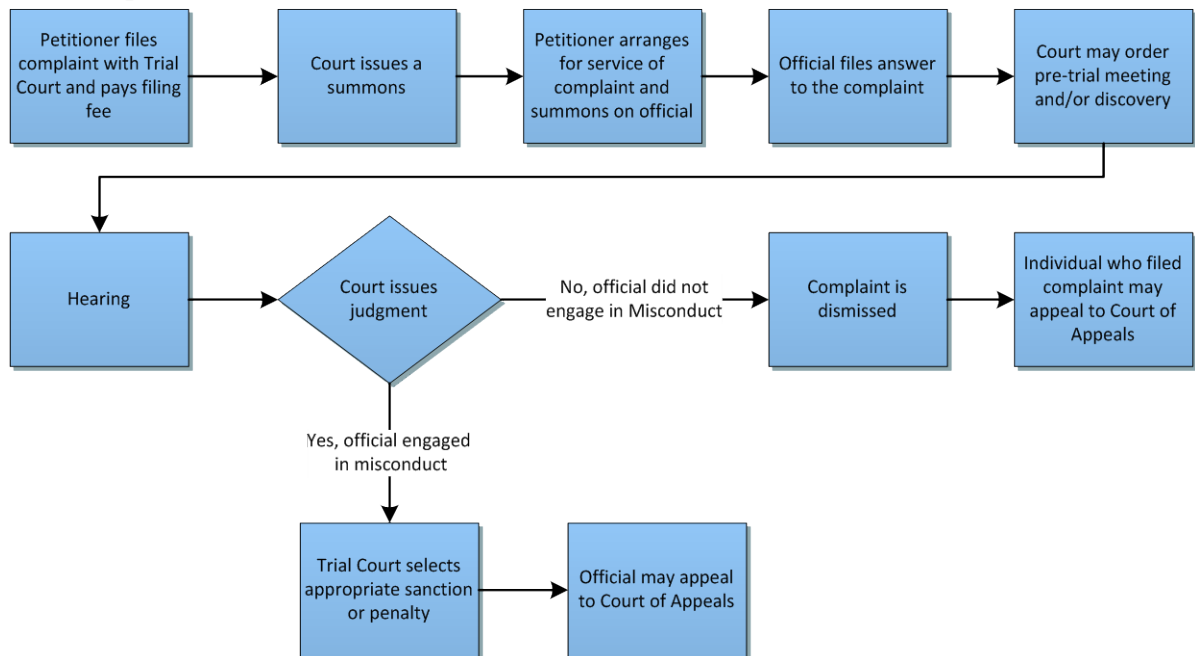 Petitioner files
complaint with Trial
Court and pays filing
fee
Court issues a
summons
Petitioner arranges
for service of
complaint and
summons on official
Official files answer
to the complaint
Court may order
pre-trial meeting
and/or discovery
Hearing
Court issues
judgment
No, official did not
engage in Misconduct
Complaint is
dismissed
Individual who filed
complaint may
appeal to Court of
Appeals
Yes, official engaged
in misconduct
Trial Court selects
appropriate sanction
or penalty
Official may appeal
to Court of Appeals